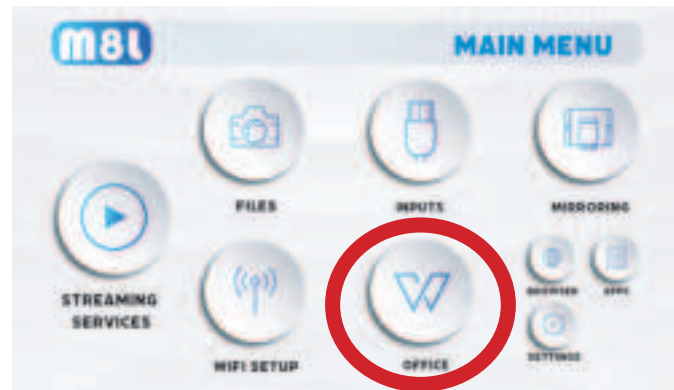 M8L
MAIN MENU
FILES
INPUTS
MIRRORING
STREAMING
SERVICES
WIFI SETUP
OFFICE
BROWSER
APPS
SETTINGS